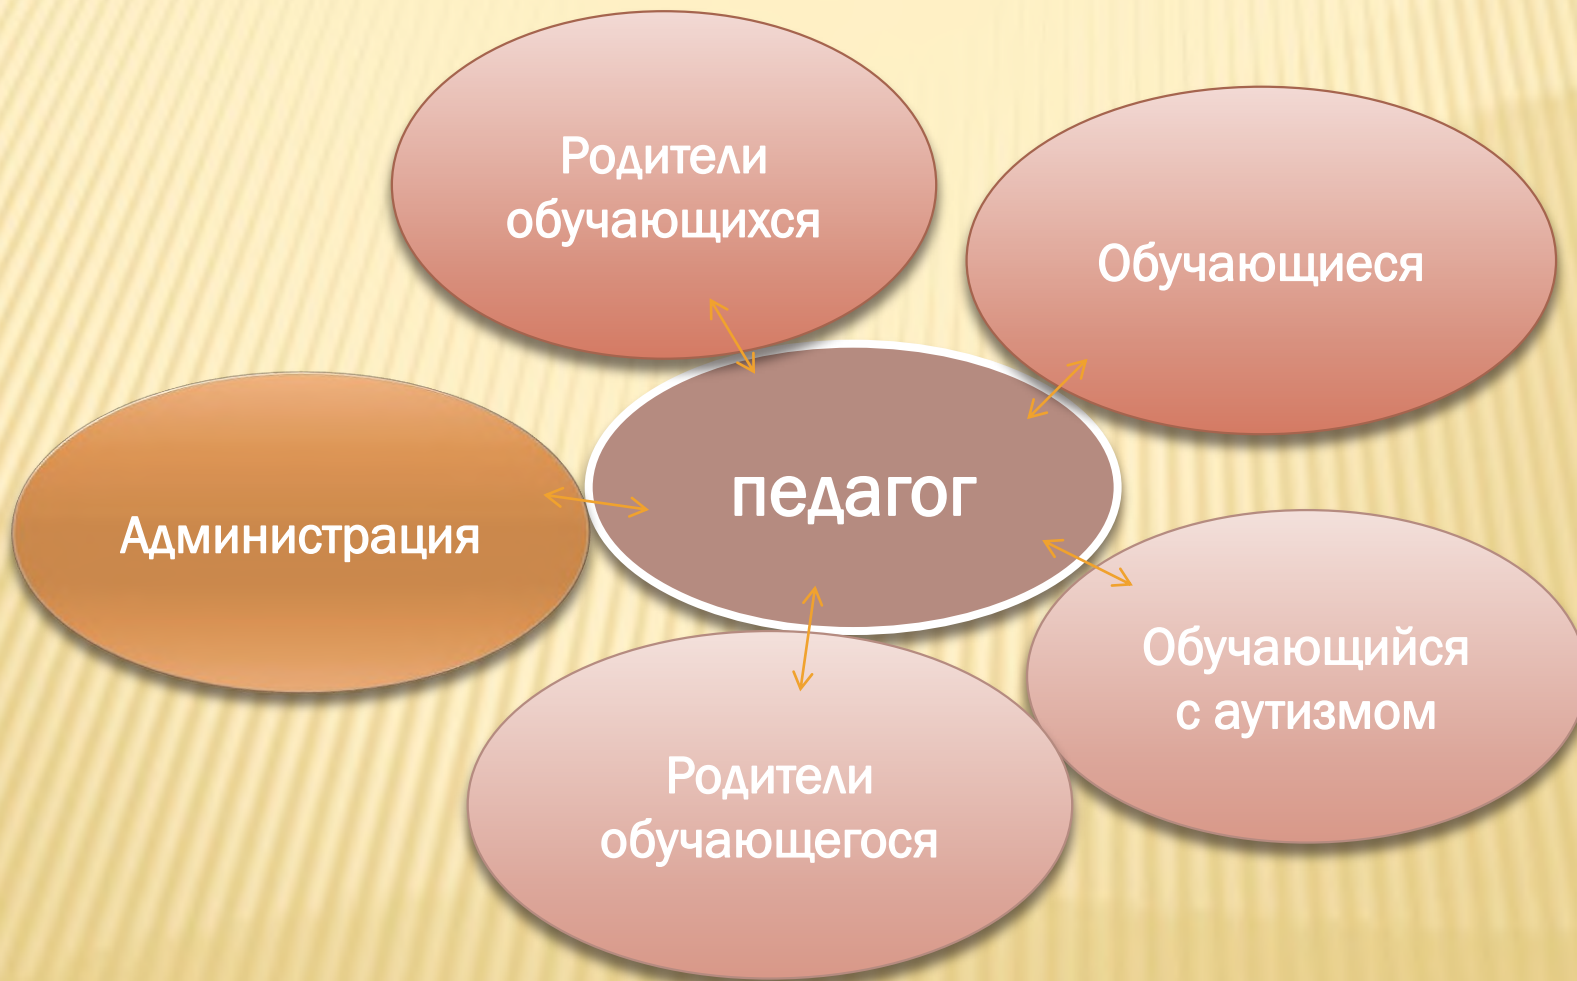 Родители
обучающихся
Обучающиеся
педагог
Администрация
Обучающийся
с аутизмом
Родители
обучающегося